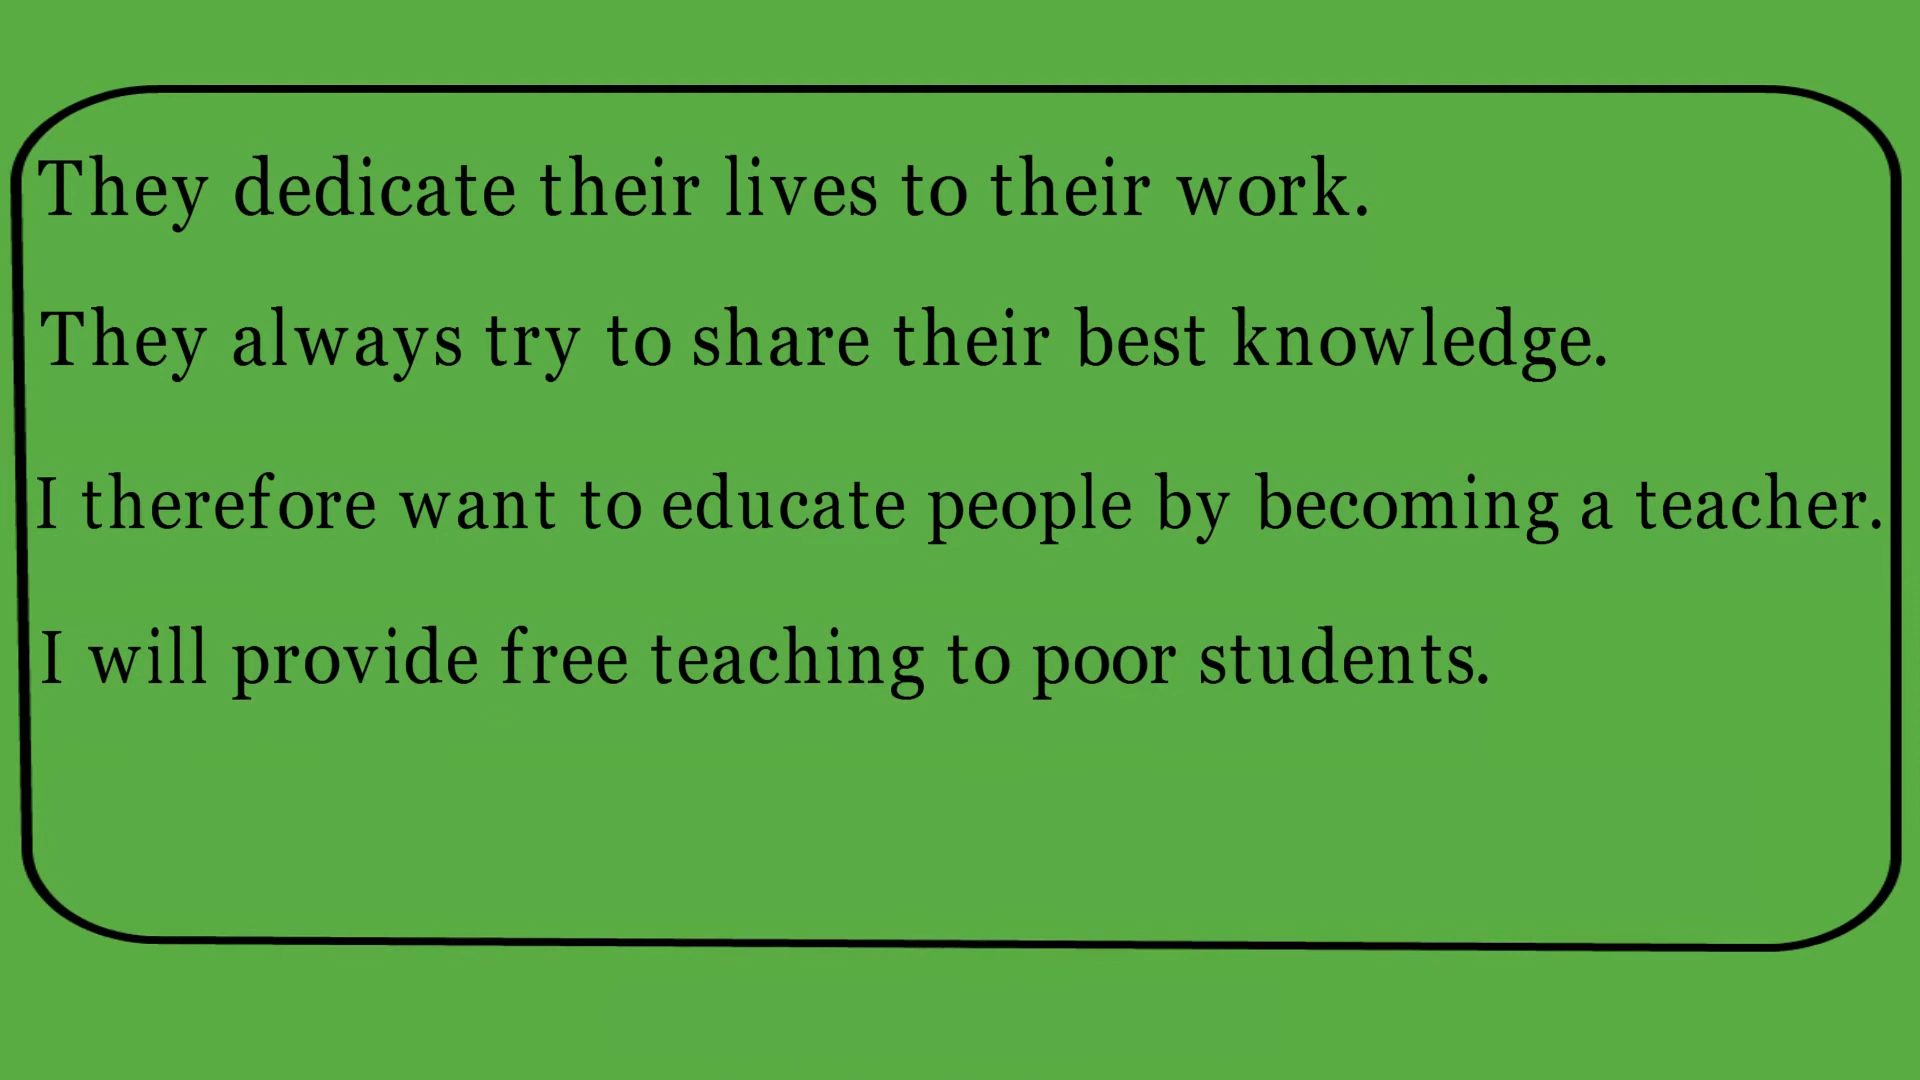 They dedicate their lives to their work.
They always try to share their best knowledge.
I therefore want to educate people by becoming a teacher.
I will provide free teaching to poor students.